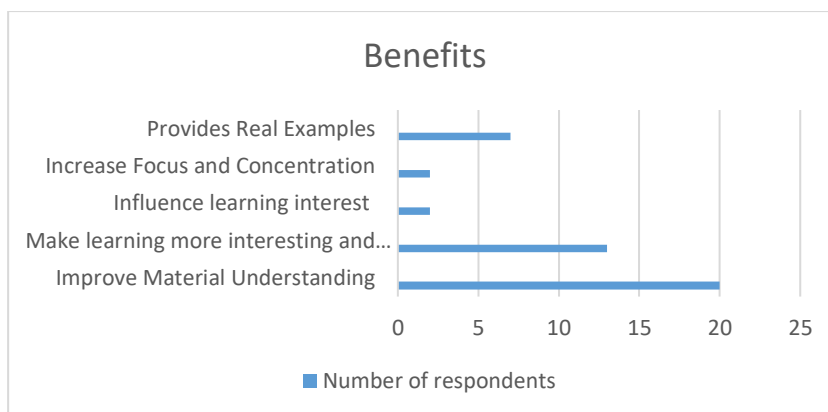 Benefits
Provides Real Examples
Increase Focus and Concentration
Influence learning interest
Make learning more interesting and...
Improve Material Understanding
0 5 10 15 20 25
Number of respondents